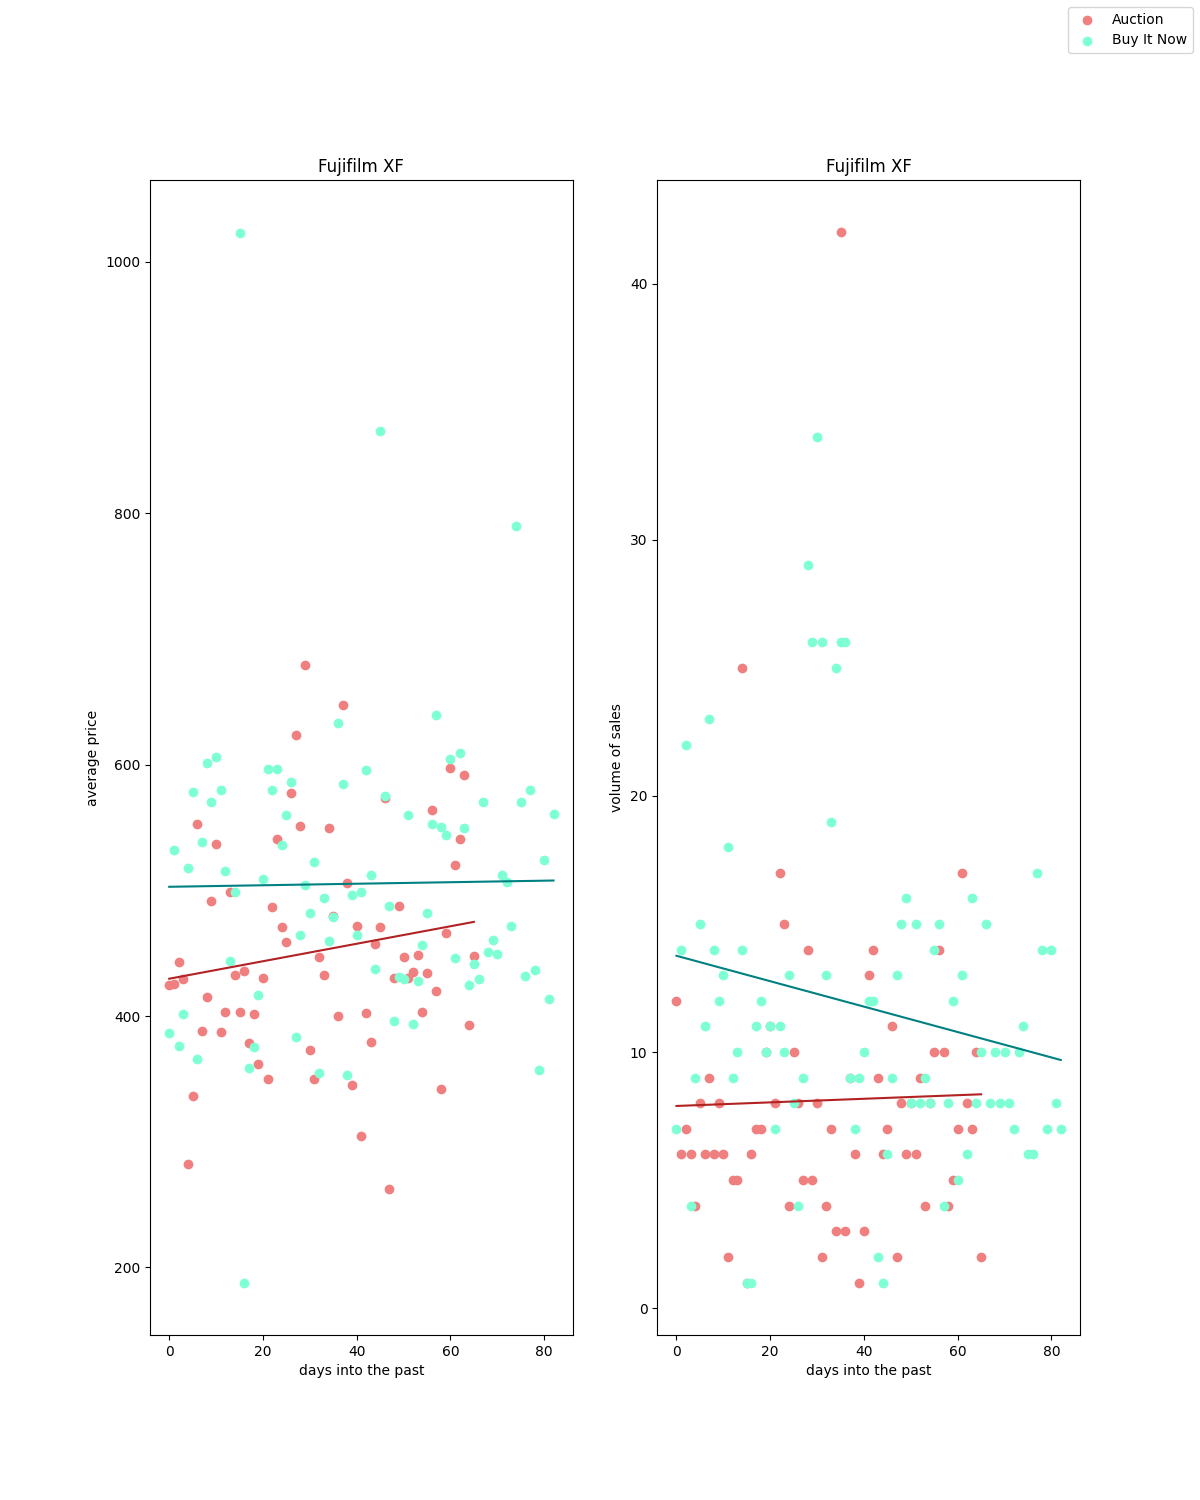 Auction
Buy It Now
Fujifilm XF
Fujifilm XF
1000
800
600
400
200
average price
0 20 40 60 80
days into the past
40
30
20
10
0
volume of sales
0 20 40 60 80
days into the past